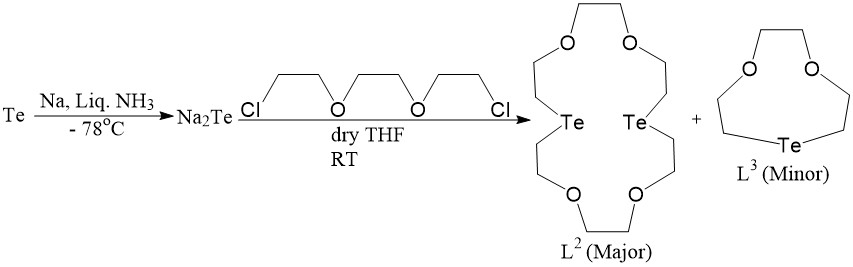 O O
Te Na, Liq. NH3 Na2Te Cl O O Cl Te Te + O O
- 78°C dry THF Te
RT L3 (Minor)
O O
L2 (Major)